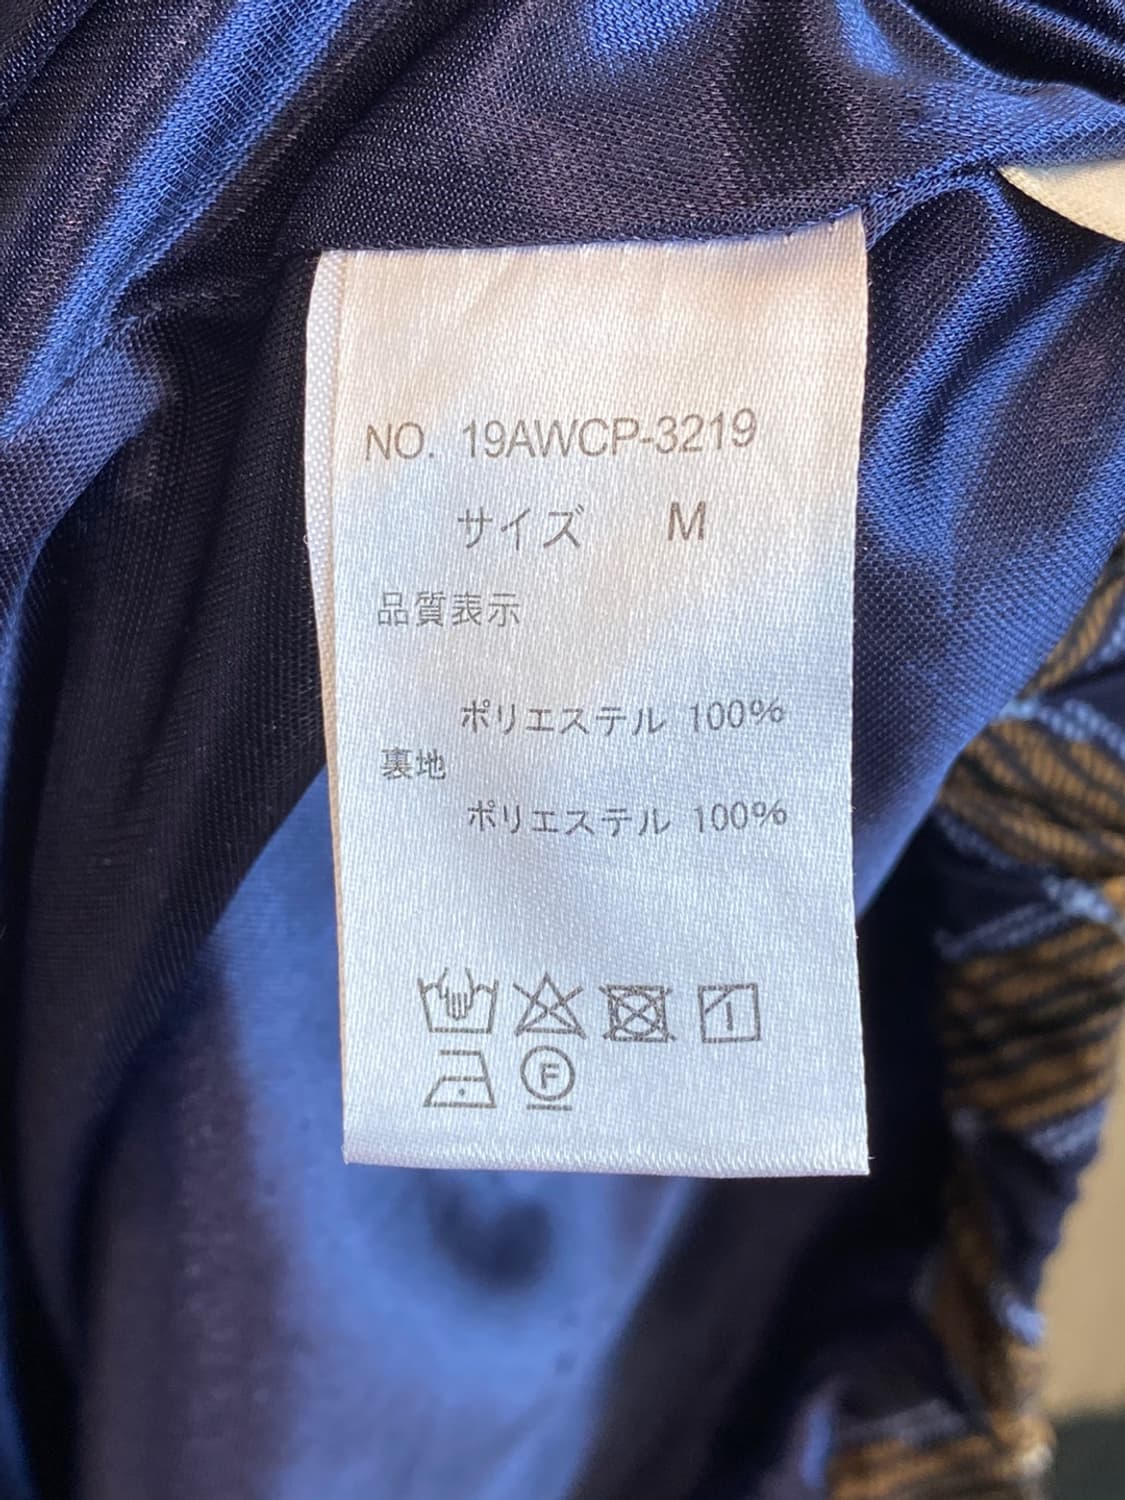 NO. 19AWCP-3219
サイズ M
品質表示
ポリエステル 100%
裏地
ポリエステル 100%
F